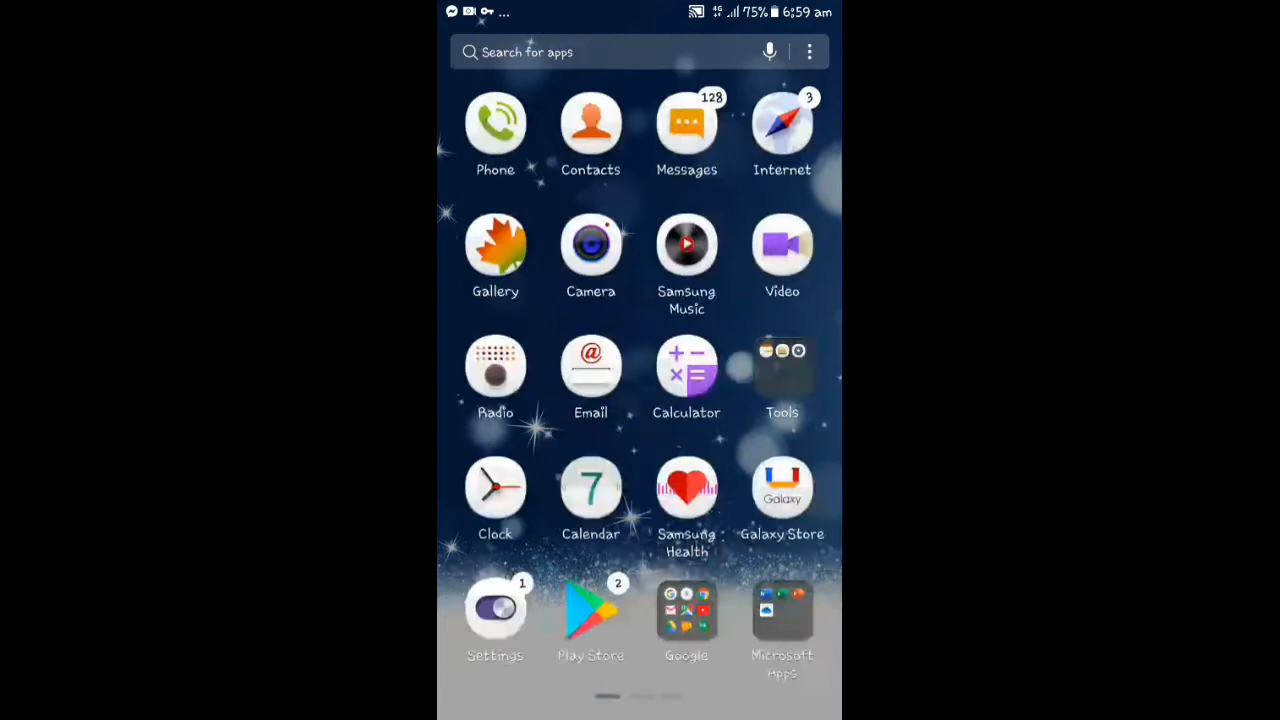 ... 4G 75% 6:59 am
Search for apps
128 3
Phone Contacts Messages Internet
Gallery Camera Samsung Music Video
@
Radio Email Calculator Tools
7 Galaxy
Clock Calendar Samsung Health Galaxy Store
1 2
Settings Play Store Google Microsoft Apps